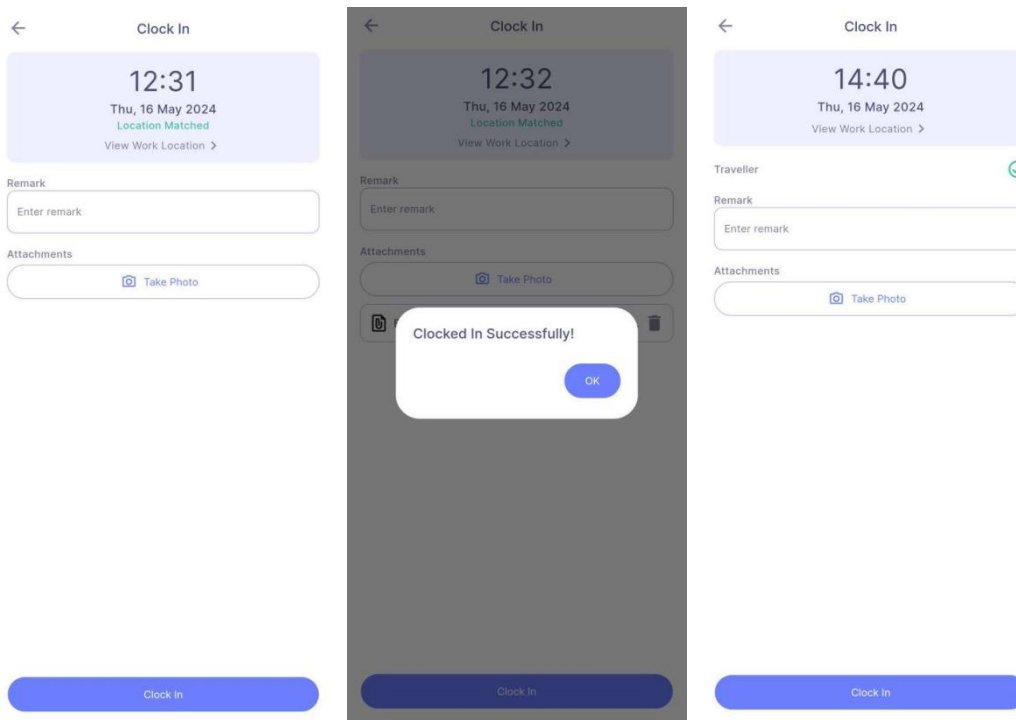 Clock In
12:31
Thu, 16 May 2024
Location Matched
View Work Location >
Remark
Enter remark
Attachments
Take Photo
Clock In
Clock In
12:32
Thu, 16 May 2024
Location Matched
View Work Location >
Remark
Enter remark
Attachments
Take Photo
Clocked In Successfully!
OK
Clock In
Clock In
14:40
Thu, 16 May 2024
View Work Location >
Traveller
Remark
Enter remark
Attachments
Take Photo
Clock In